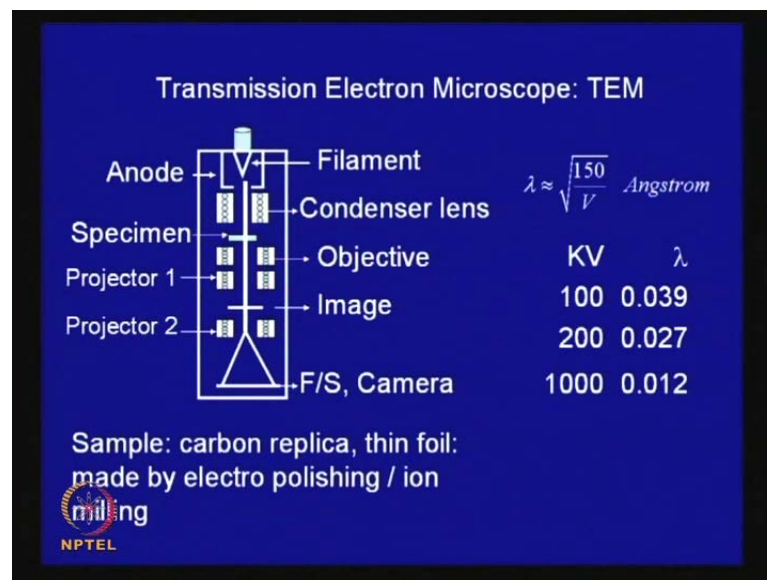 Transmission Electron Microscope: TEM
Anode
Filament
Condenser lens
Specimen
Objective
Projector 1
Image
Projector 2
F/S, Camera
λ ≈ √(150/V) Angstrom
KV λ
100 0.039
200 0.027
1000 0.012
Sample: carbon replica, thin foil:
made by electro polishing / ion
milling
NPTEL